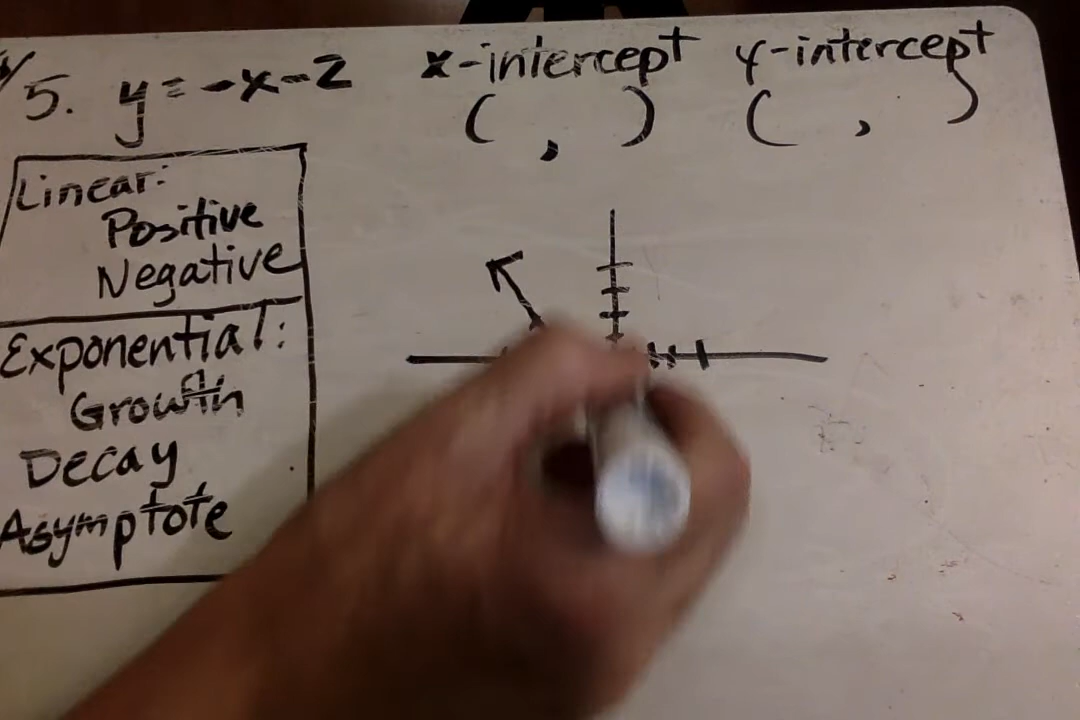 5. y = -x-2 x-intercept y-intercept
( , ) ( , )
Linear:
Positive
Negative
Exponential:
Growth
Decay
Asymptote